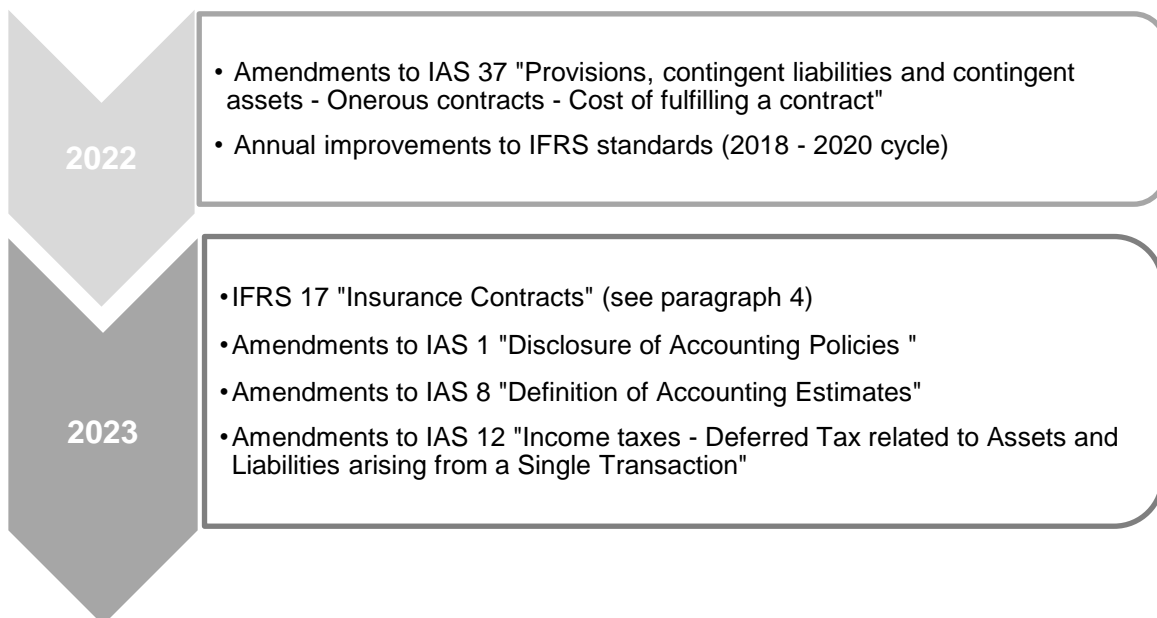 2022
• Amendments to IAS 37 "Provisions, contingent liabilities and contingent
assets - Onerous contracts - Cost of fulfilling a contract"
• Annual improvements to IFRS standards (2018 - 2020 cycle)
2023
•IFRS 17 "Insurance Contracts" (see paragraph 4)
•Amendments to IAS 1 "Disclosure of Accounting Policies "
•Amendments to IAS 8 "Definition of Accounting Estimates"
•Amendments to IAS 12 "Income taxes - Deferred Tax related to Assets and
Liabilities arising from a Single Transaction"